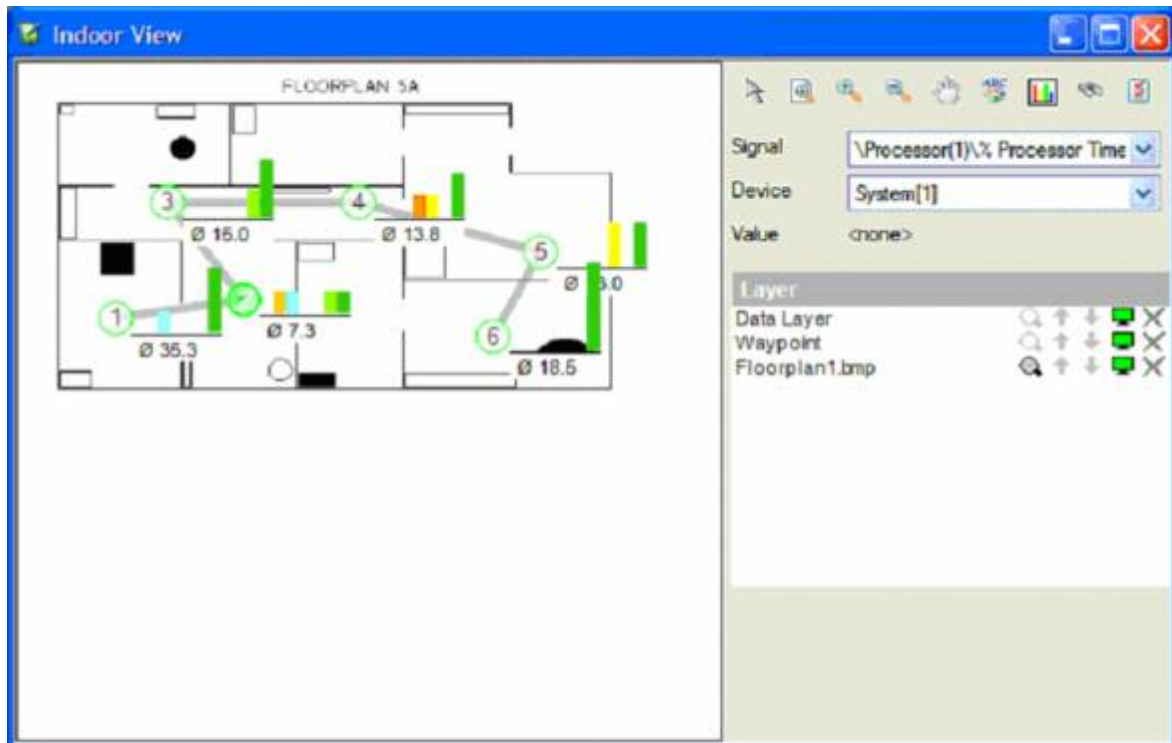 Indoor View
FLOORPLAN 5A
3
4
Ø 15.0
Ø 13.8
5
Ø
1
Ø 7.3
6
Ø 35.3
Ø 18.5
Signal
\Processor(1)\% Processor Time
Device
System[1]
Value
<none>
Layer
Data Layer
Waypoint
Floorplan1.bmp